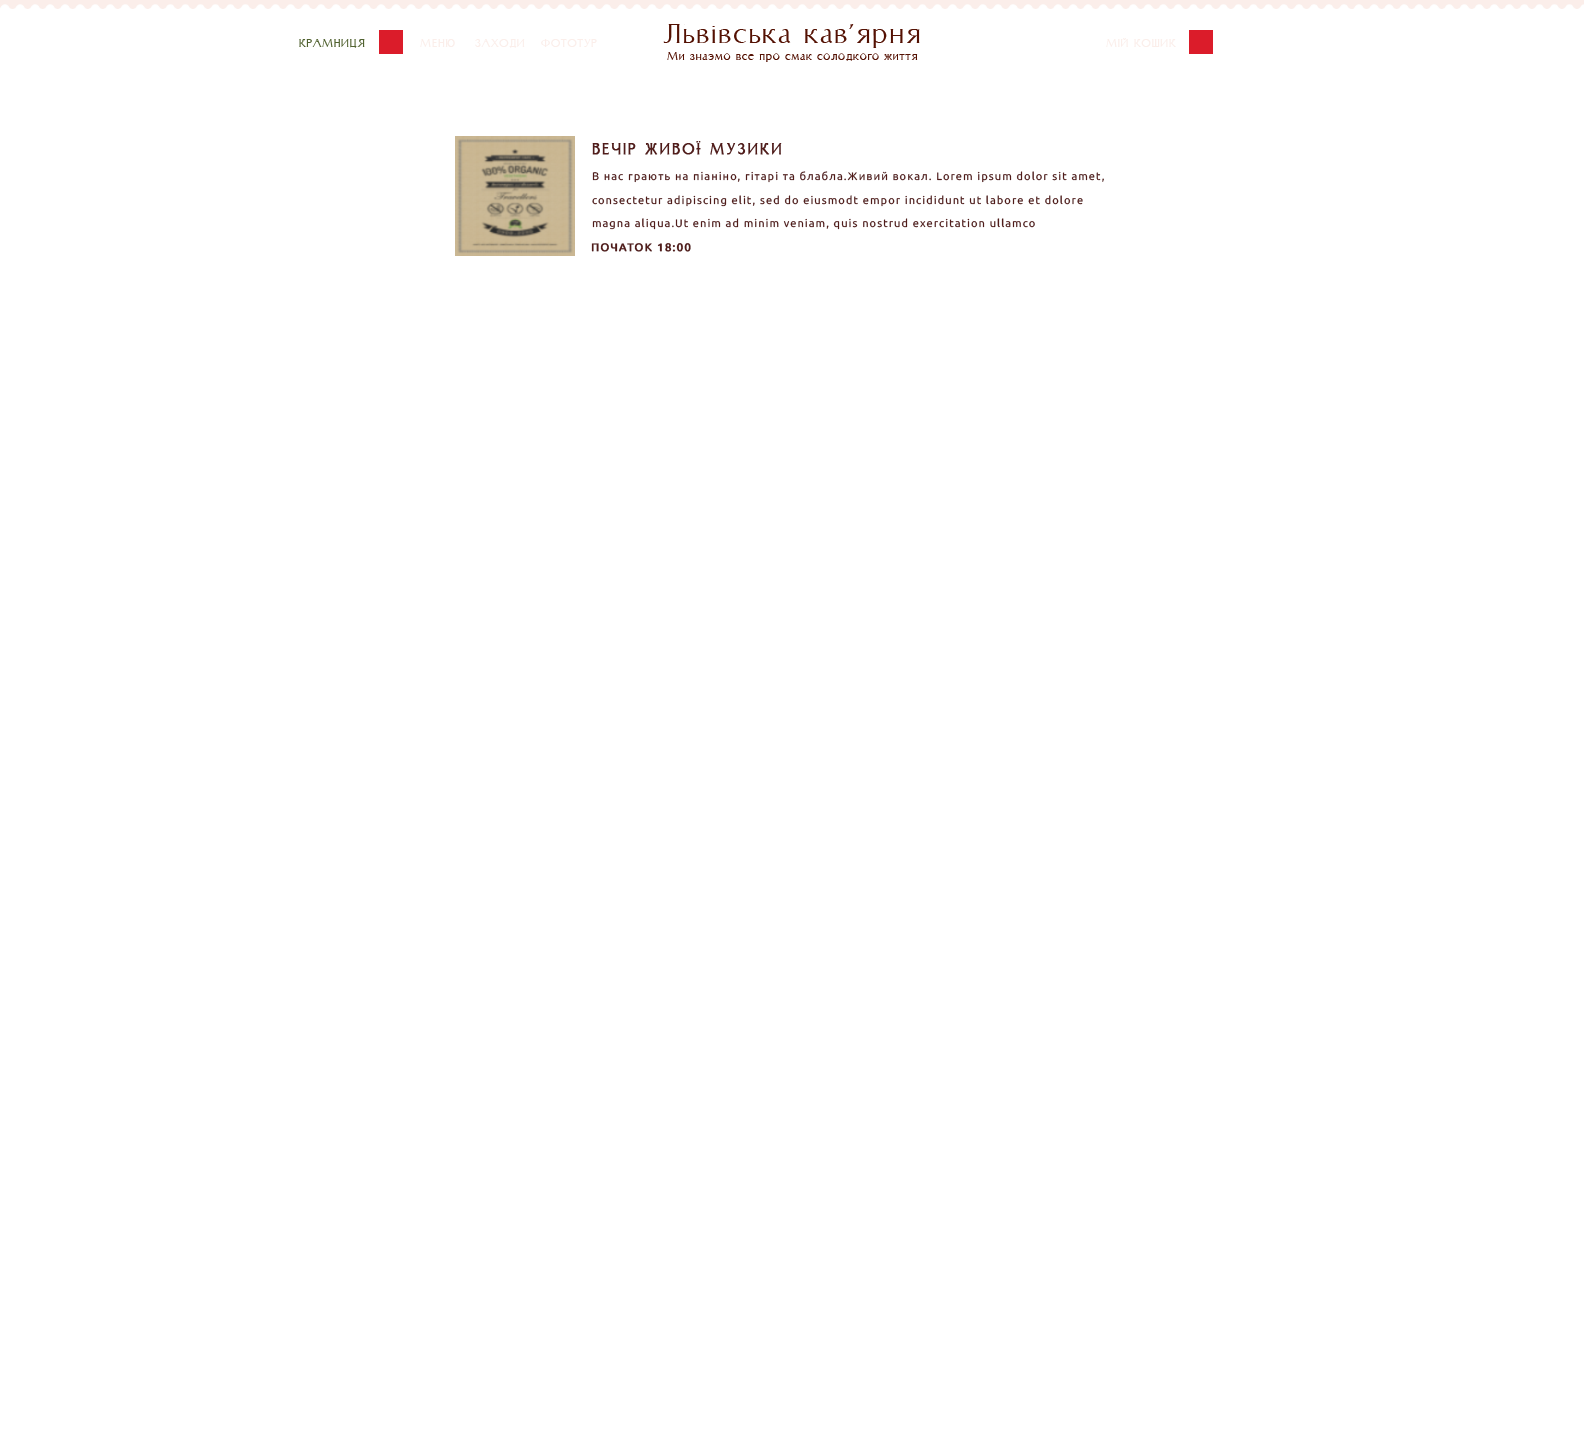 КРАМНИЦЯ МЕНЮ ЗАХОДИ ФОТОТУР
Львівська кав’ярня
Ми знаэмо все про смак солодкого життя
МІЙ КОШИК
100% ORGANIC
ВЕЧІР ЖИВОЇ МУЗИКИ
В нас грають на піаніно, гітарі та блабла.Живий вокал. Lorem ipsum dolor sit amet,
consectetur adipiscing elit, sed do eiusmodt empor incididunt ut labore et dolore
magna aliqua.Ut enim ad minim veniam, quis nostrud exercitation ullamco
ПОЧАТОК 18:00